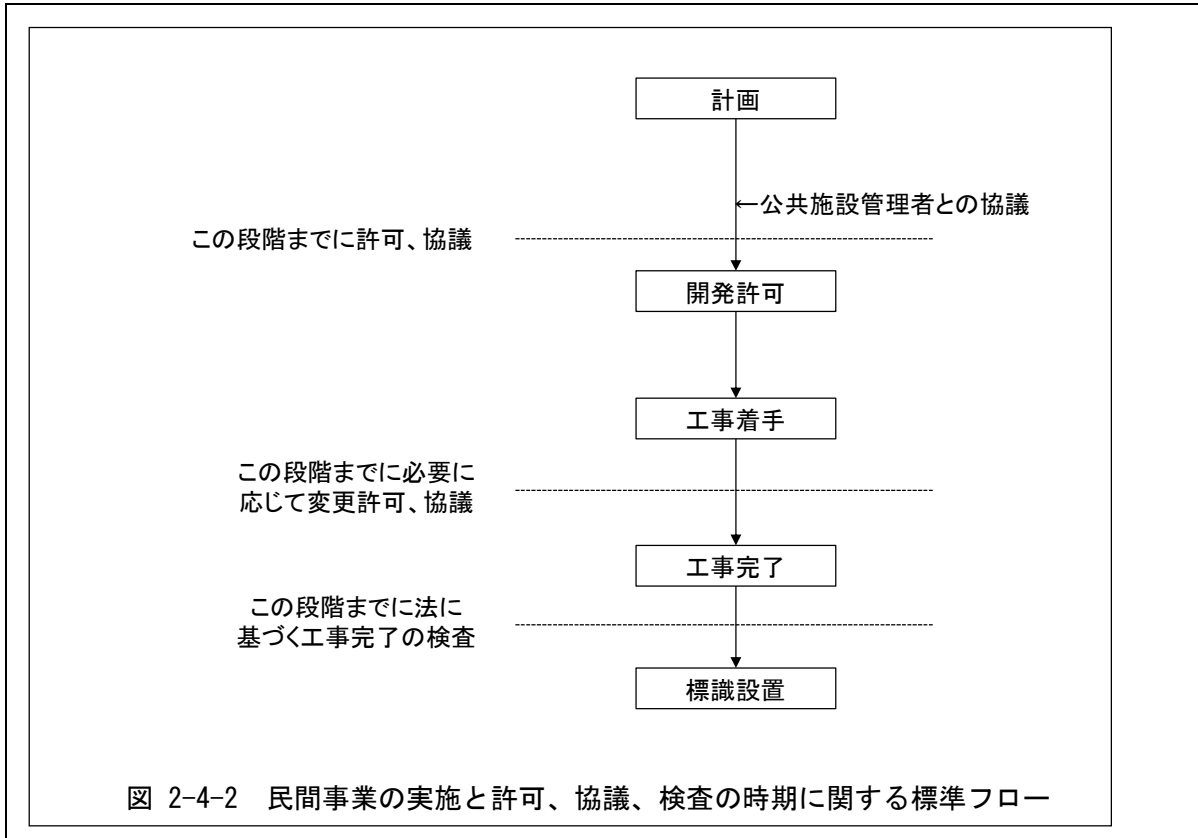 計画
←公共施設管理者との協議
この段階までに許可、協議
開発許可
工事着手
この段階までに必要に
応じて変更許可、協議
工事完了
この段階までに法に
基づく工事完了の検査
標識設置
図 2-4-2 民間事業の実施と許可、協議、検査の時期に関する標準フロー